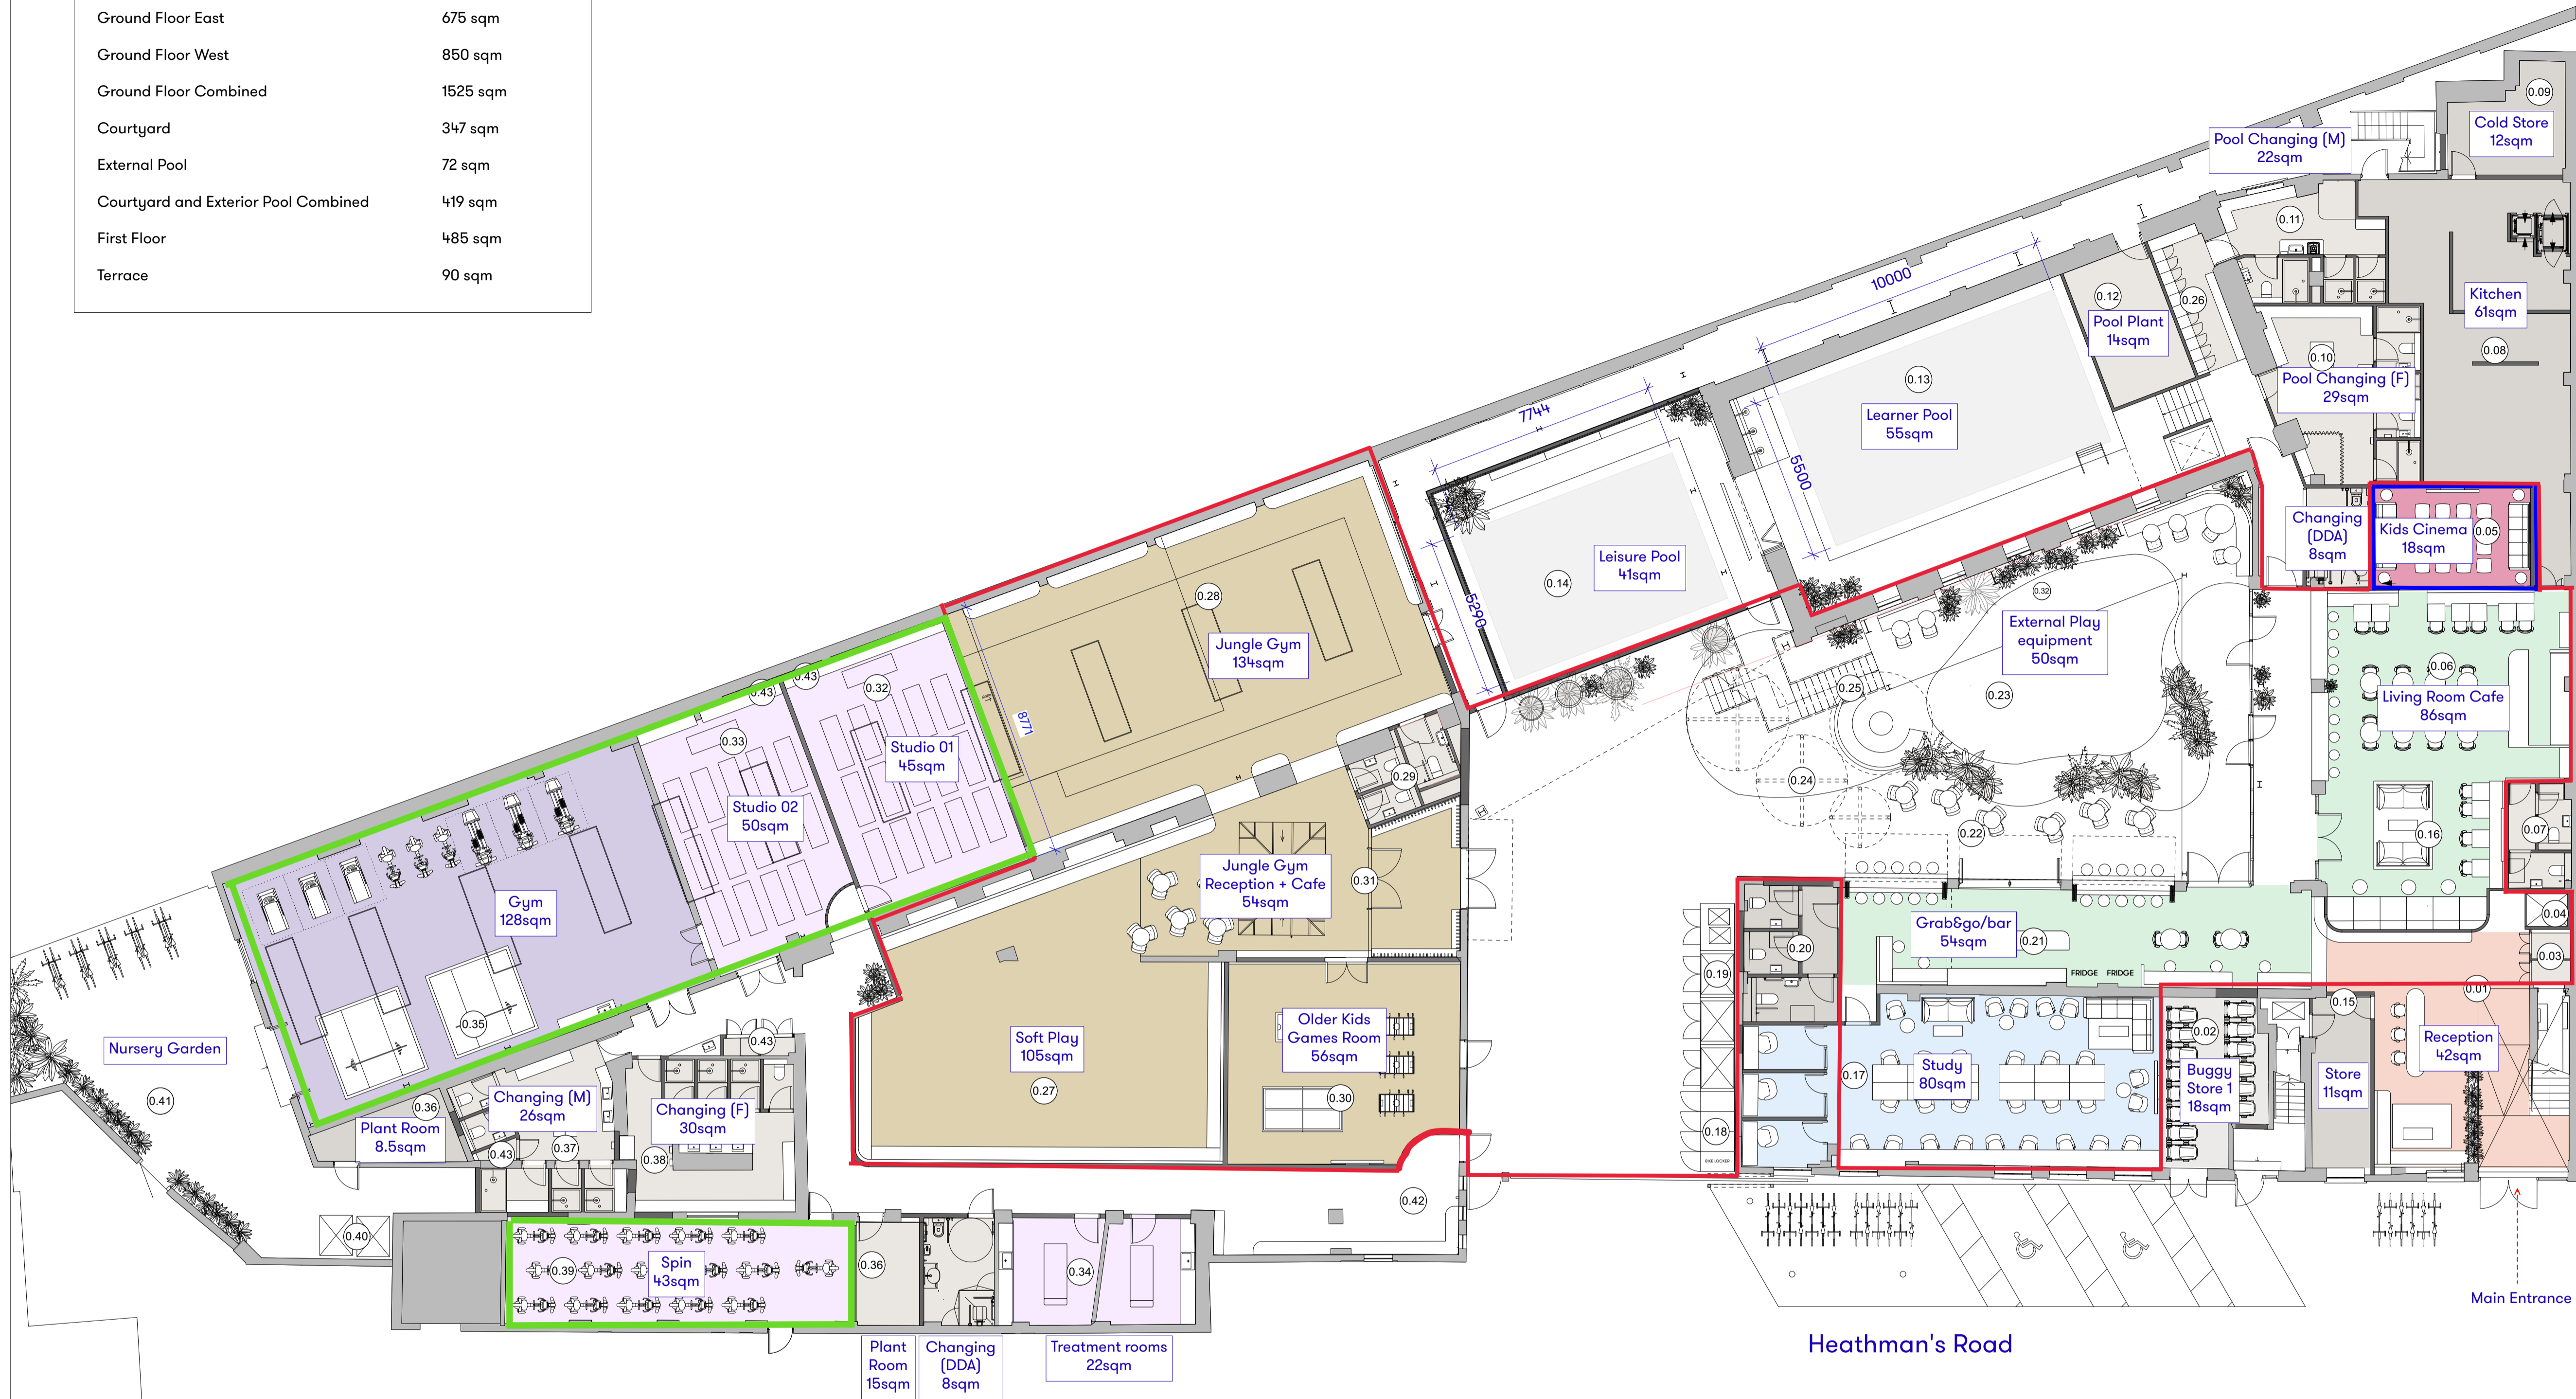 Ground Floor East 675 sqm
Ground Floor West 850 sqm
Ground Floor Combined 1525 sqm
Courtyard 347 sqm
External Pool 72 sqm
Courtyard and Exterior Pool Combined 419 sqm
First Floor 485 sqm
Terrace 90 sqm
0.09
Cold Store
12sqm
Pool Changing (M)
22sqm
0.11
Kitchen
61sqm
0.08
10000
0.12
Pool Plant
14sqm
0.26
0.10
Pool Changing (F)
29sqm
0.13
Learner Pool
55sqm
5500
7744
Leisure Pool
41sqm
0.14
5290
Changing
(DDA)
8sqm
Kids Cinema
18sqm
0.05
0.28
Jungle Gym
134sqm
8771
0.32
External Play
equipment
50sqm
0.23
0.25
0.24
0.22
0.06
Living Room Cafe
86sqm
0.16
0.07
0.43
0.43
0.32
Studio 01
45sqm
0.33
Studio 02
50sqm
0.29
Jungle Gym
Reception + Cafe
54sqm
0.31
Gym
128sqm
0.35
Grab&go/bar
54sqm
0.21
FRIDGE FRIDGE
0.04
0.03
0.20
0.19
0.18
BIKE LOCKER
0.17
Study
80sqm
0.02
Buggy
Store 1
18sqm
0.15
Store
11sqm
0.01
Reception
42sqm
Nursery Garden
0.41
0.36
Plant Room
8.5sqm
Changing (M)
26sqm
0.37
0.43
0.43
Changing (F)
30sqm
0.38
Soft Play
105sqm
0.27
Older Kids
Games Room
56sqm
0.30
0.42
0.40
0.39
Spin
43sqm
0.36
0.34
Plant
Room
15sqm
Changing
(DDA)
8sqm
Treatment rooms
22sqm
Main Entrance
Heathman's Road